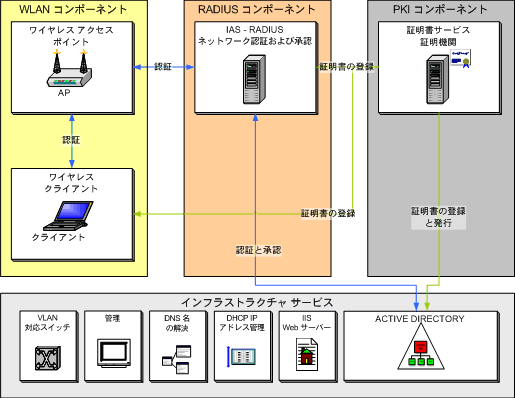 WLAN コンポーネント
RADIUS コンポーネント
PKI コンポーネント
ワイヤレス アクセス
ポイント
AP
認証
IAS - RADIUS
ネットワーク認証および承認
証明書の登録
証明書サービス
証明機関
認証
ワイヤレス
クライアント
クライアント
証明書の登録
証明書の登録
と発行
認証と承認
インフラストラクチャ サービス
VLAN
対応スイッチ
管理
DNS 名
の解決
DHCP IP
アドレス管理
IIS
Web サーバー
ACTIVE DIRECTORY